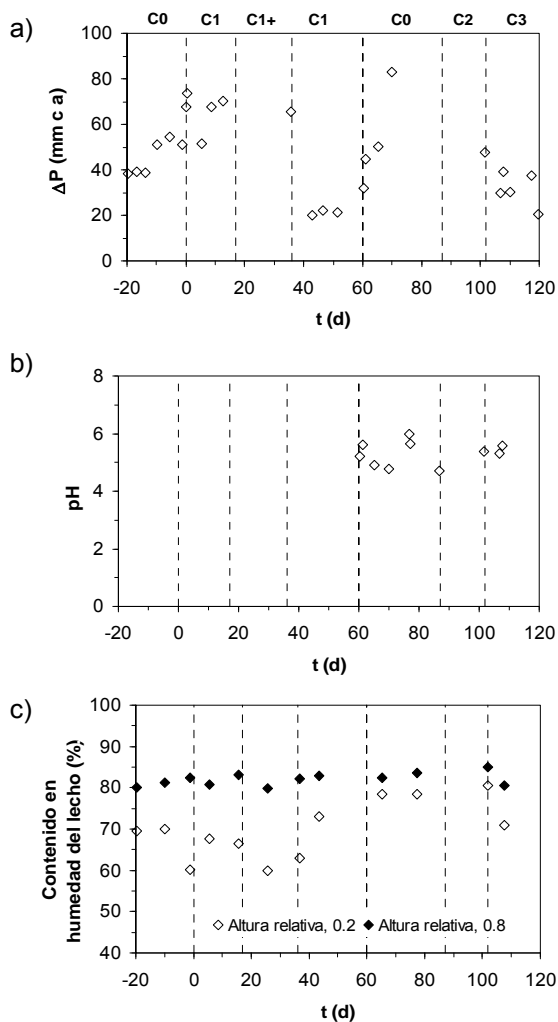 C0 C1 C1+ C1 C0 C2 C3
a)
100
80
60
40
20
0
ΔP (mm c a)
-20 0 20 40 60 80 100 120
t (d)
b)
8
6
4
2
0
pH
-20 0 20 40 60 80 100 120
t (d)
c)
100
90
80
70
60
50
40
Contenido en
humedad del lecho (%)
Altura relativa, 0.2 Altura relativa, 0.8
-20 0 20 40 60 80 100 120
t (d)